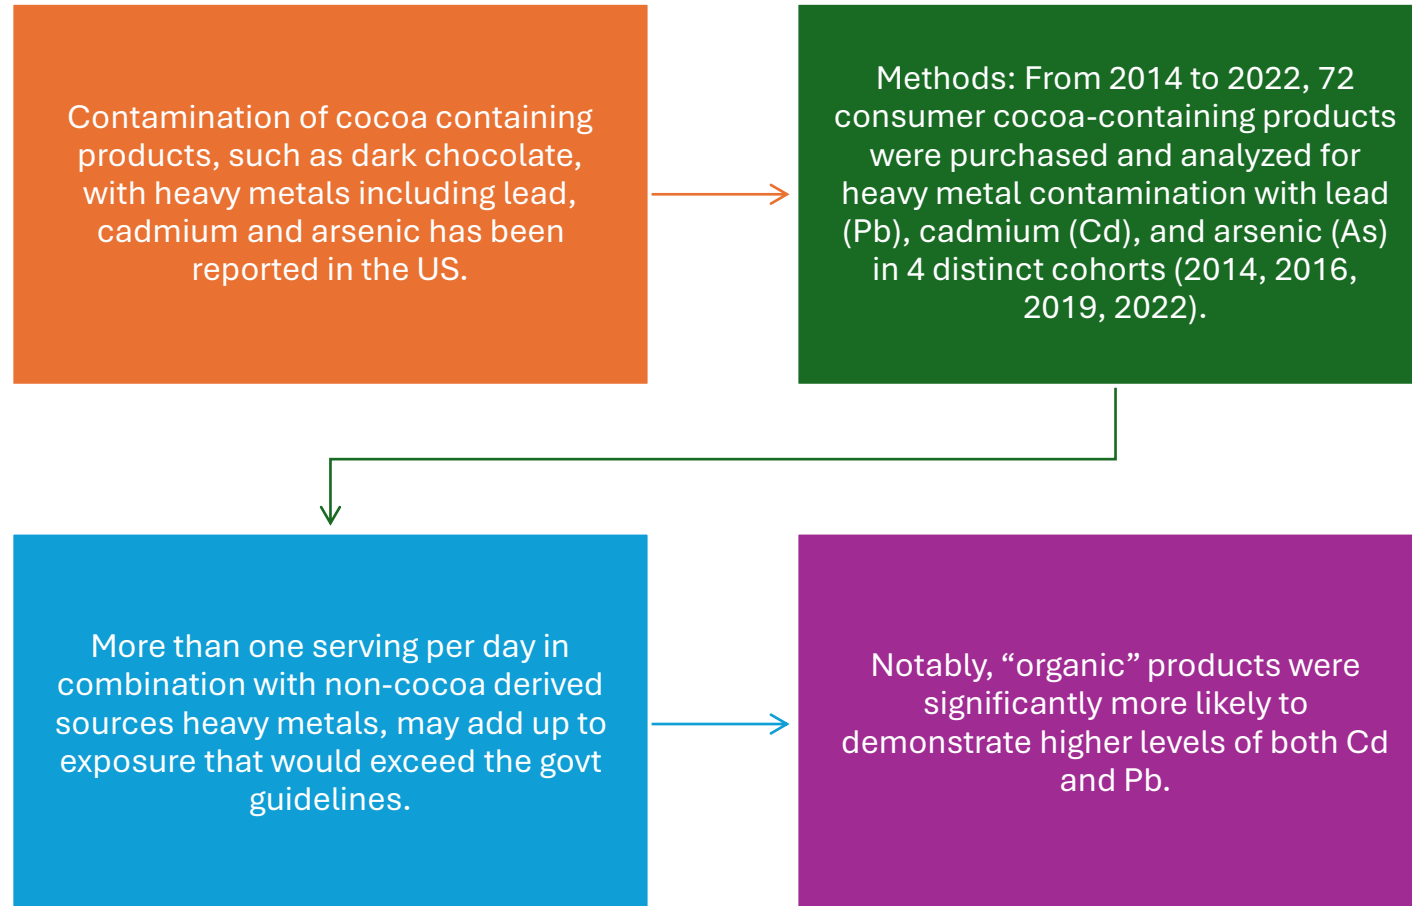 Contamination of cocoa containing
products, such as dark chocolate,
with heavy metals including lead,
cadmium and arsenic has been
reported in the US.
Methods: From 2014 to 2022, 72
consumer cocoa-containing products
were purchased and analyzed for
heavy metal contamination with lead
(Pb), cadmium (Cd), and arsenic (As)
in 4 distinct cohorts (2014, 2016,
2019, 2022).
More than one serving per day in
combination with non-cocoa derived
sources heavy metals, may add up to
exposure that would exceed the govt
guidelines.
Notably, “organic” products were
significantly more likely to
demonstrate higher levels of both Cd
and Pb.